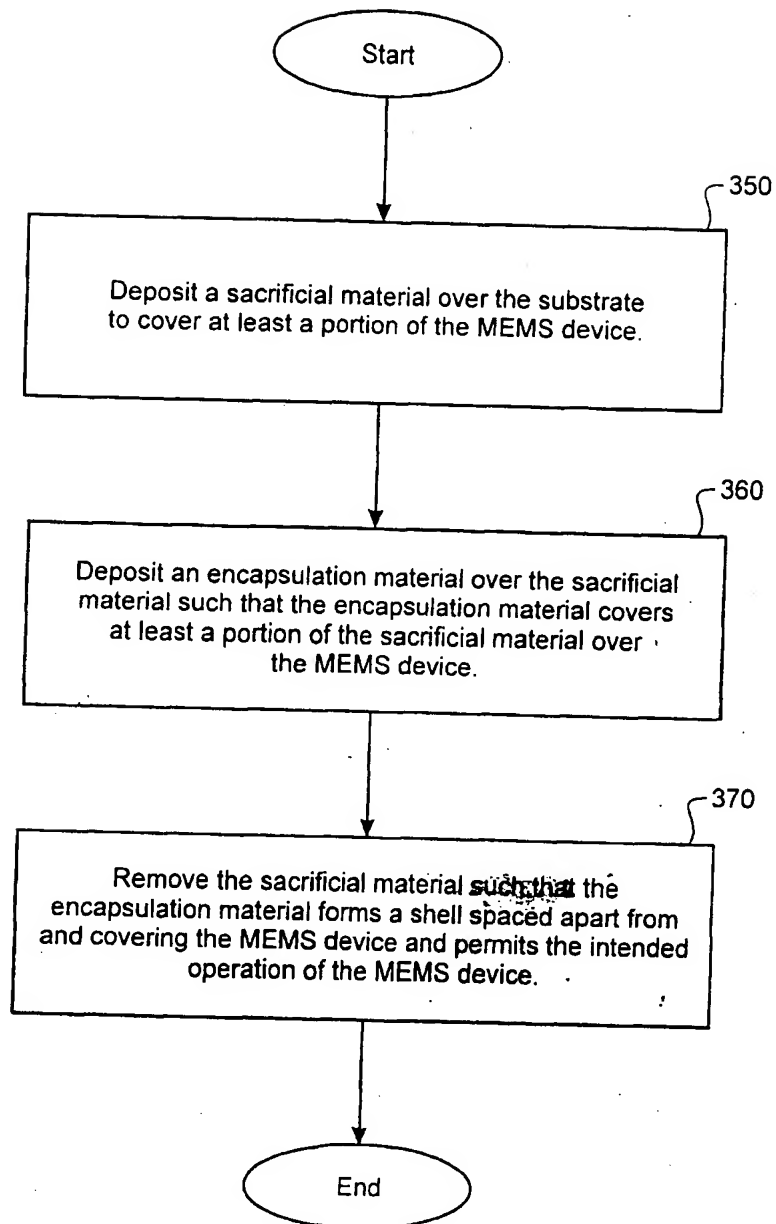 Start
350
Deposit a sacrificial material over the substrate
to cover at least a portion of the MEMS device.
360
Deposit an encapsulation material over the sacrificial
material such that the encapsulation material covers
at least a portion of the sacrificial material over
the MEMS device.
370
Remove the sacrificial material such that the
encapsulation material forms a shell spaced apart from
and covering the MEMS device and permits the intended
operation of the MEMS device.
End